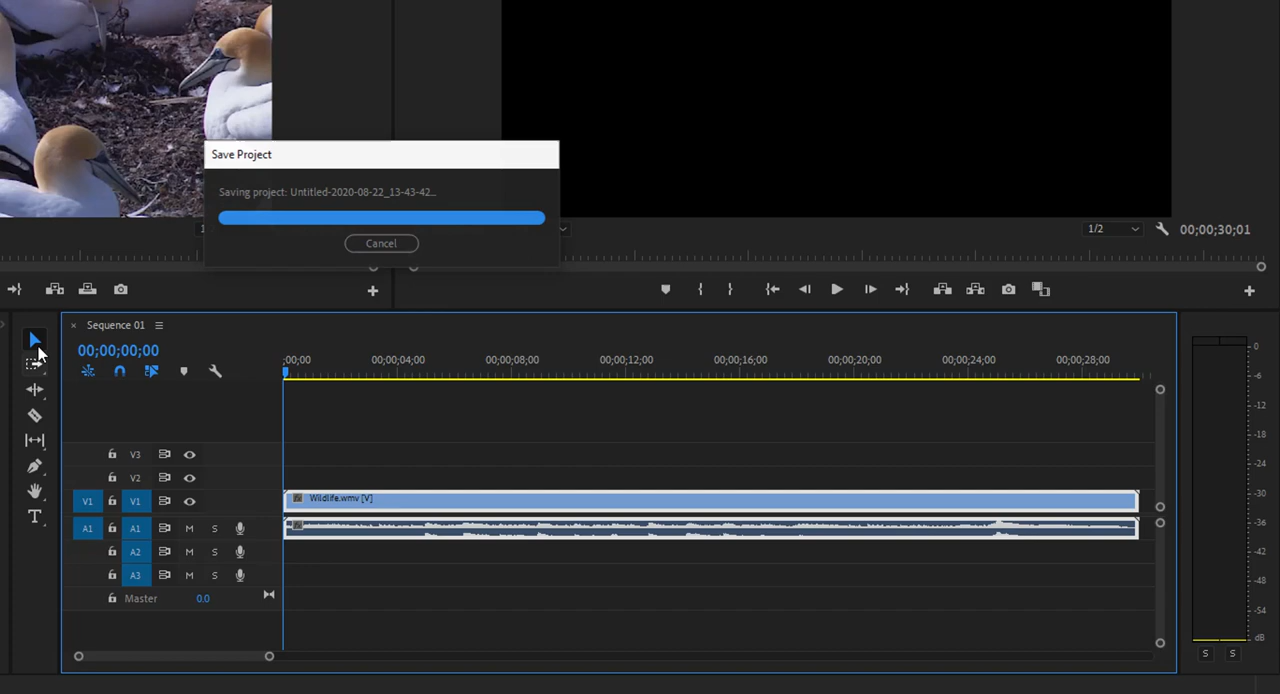 Save Project
Saving project: Untitled-2020-08-22_13-43-42...
Cancel
1/2
00;00;30;01
Sequence 01
00;00;00;00
;00;00
00;00;04;00
00;00;08;00
00;00;12;00
00;00;16;00
00;00;20;00
00;00;24;00
00;00;28;00
V3
V2
V1 V1
Wildlife.wmv [V]
A1 A1 M S
A2 M S
A3 M S
Master 0.0
0
-6
-12
-18
-24
-30
-36
-42
-48
-54
dB
S S